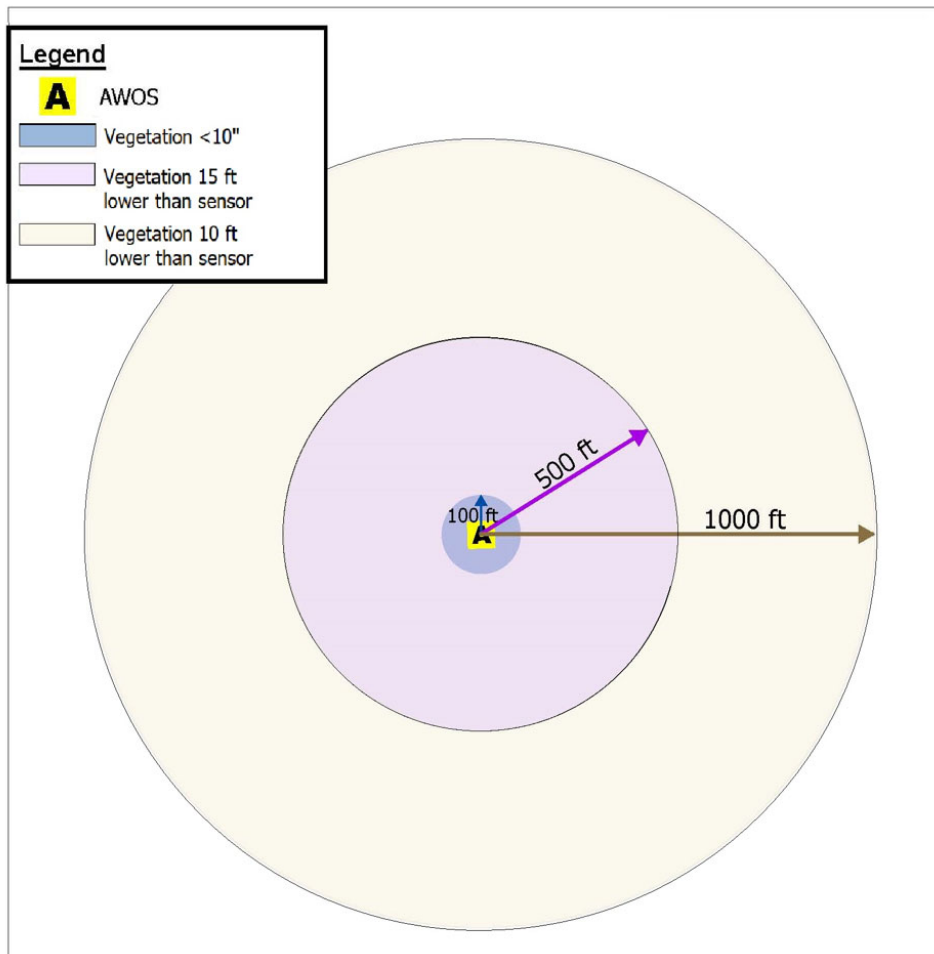 Legend
A AWOS
Vegetation <10"
Vegetation 15 ft
lower than sensor
Vegetation 10 ft
lower than sensor
500 ft
100 ft
1000 ft
A